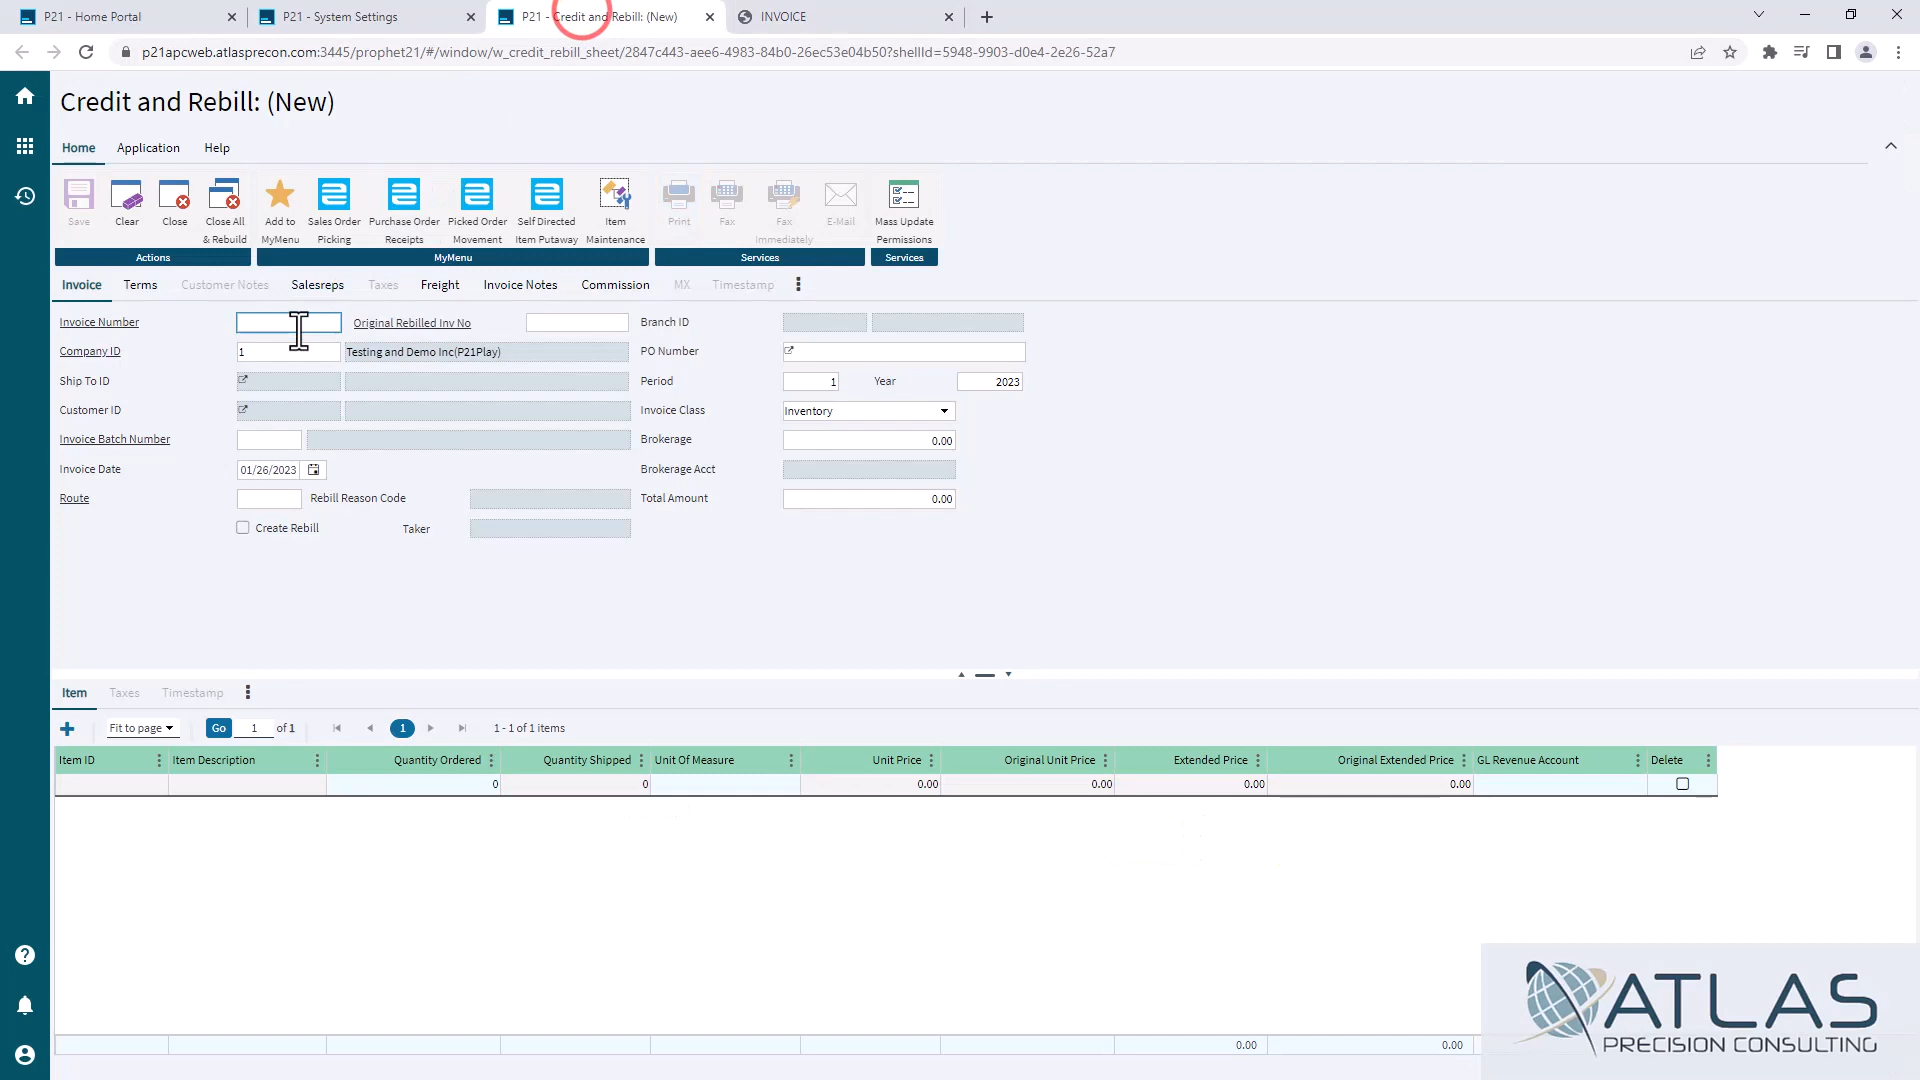 P21 - Home Portal
P21 - System Settings
P21 - Credit and Rebill: (New)
INVOICE
p21apcweb.atlasprecon.com:3445/prophet21/#/window/w_credit_rebill_sheet/2847c443-aee6-4983-84b0-26ec53e04b50?shellId=5948-9903-d0e4-2e26-52a7
Credit and Rebill: (New)
Home Application Help
Save
Clear
Close
Close All & Rebuild
Add to MyMenu
Sales Order Picking
Purchase Order Receipts
Picked Order Movement
Self Directed Item Putaway
Item Maintenance
Print
Fax
Fax Immediately
E-Mail
Mass Update Permissions
Actions MyMenu Services Services
Invoice Terms Customer Notes Salesreps Taxes Freight Invoice Notes Commission MX Timestamp
Invoice Number Original Rebilled Inv No Branch ID
Company ID 1 Testing and Demo Inc(P21Play) PO Number
Ship To ID Period 1 Year 2023
Customer ID Invoice Class Inventory
Invoice Batch Number Brokerage 0.00
Invoice Date 01/26/2023 Brokerage Acct
Route Rebill Reason Code Total Amount 0.00
Create Rebill Taker
Item Taxes Timestamp
Fit to page Go 1 of 1 1 1 - 1 of 1 items
Item ID Item Description Quantity Ordered Quantity Shipped Unit Of Measure Unit Price Original Unit Price Extended Price Original Extended Price GL Revenue Account Delete
0 0 0.00 0.00 0.00 0.00
0.00 0.00
ATLAS
PRECISION CONSULTING